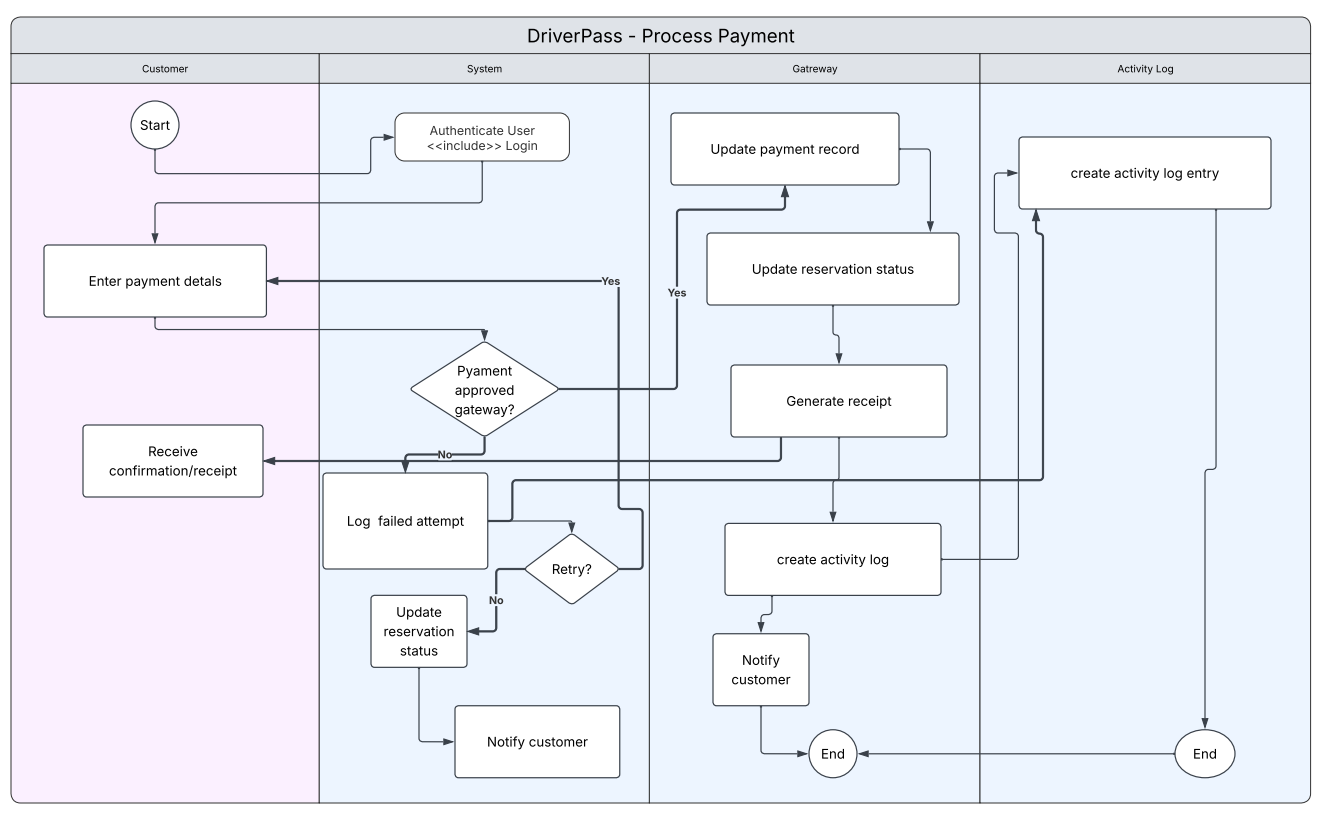 DriverPass - Process Payment
Customer
System
Gatreway
Activity Log
Start
Authenticate User
<<include>> Login
Update payment record
create activity log entry
Enter payment detals
Yes
Yes
Update reservation status
Pyament
approved
gateway?
Generate receipt
Receive
confirmation/receipt
No
Log  failed attempt
Retry?
create activity log
No
Update
reservation
status
Notify
customer
Notify customer
End
End